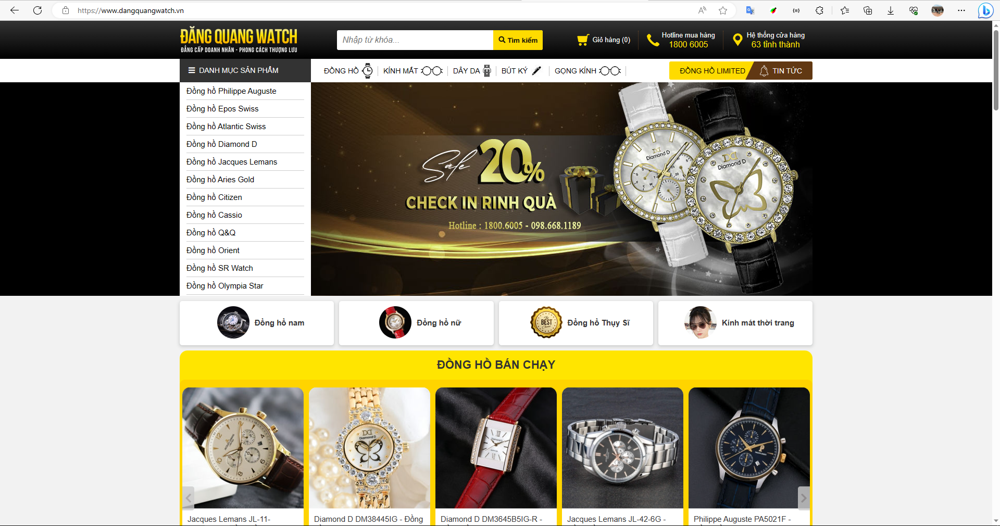 https://www.dangquangwatch.vn
ĐĂNG QUANG WATCH
ĐẲNG CẤP DOANH NHÂN - PHONG CÁCH THƯỢNG LƯU
Nhập từ khóa...
Tìm kiếm
Giỏ hàng (0)
Hotline mua hàng
1800 6005
Hệ thống cửa hàng
63 tỉnh thành
DANH MỤC SẢN PHẨM
ĐỒNG HỒ
KÍNH MẮT
DÂY DA
BÚT KÝ
GỌNG KÍNH
ĐỒNG HỒ LIMITED
TIN TỨC
Đồng hồ Philippe Auguste
Đồng hồ Epos Swiss
Đồng hồ Atlantic Swiss
Đồng hồ Diamond D
Đồng hồ Jacques Lemans
Đồng hồ Aries Gold
Đồng hồ Citizen
Đồng hồ Cassio
Đồng hồ Q&Q
Đồng hồ Orient
Đồng hồ SR Watch
Đồng hồ Olympia Star
Sale 20%
CHECK IN RINH QUÀ
Hotline : 1800.6005 - 098.668.1189
Diamond D
Diamond D
Đồng hồ nam
Đồng hồ nữ
BEST
Đồng hồ Thụy Sĩ
Kính mát thời trang
ĐỒNG HỒ BÁN CHẠY
Diamond D
Jacques Lemans JL-11-
Diamond D DM38445IG - Đồng
Diamond D DM3645B5IG-R -
Jacques Lemans JL-42-6G -
Philippe Auguste PA5021F -